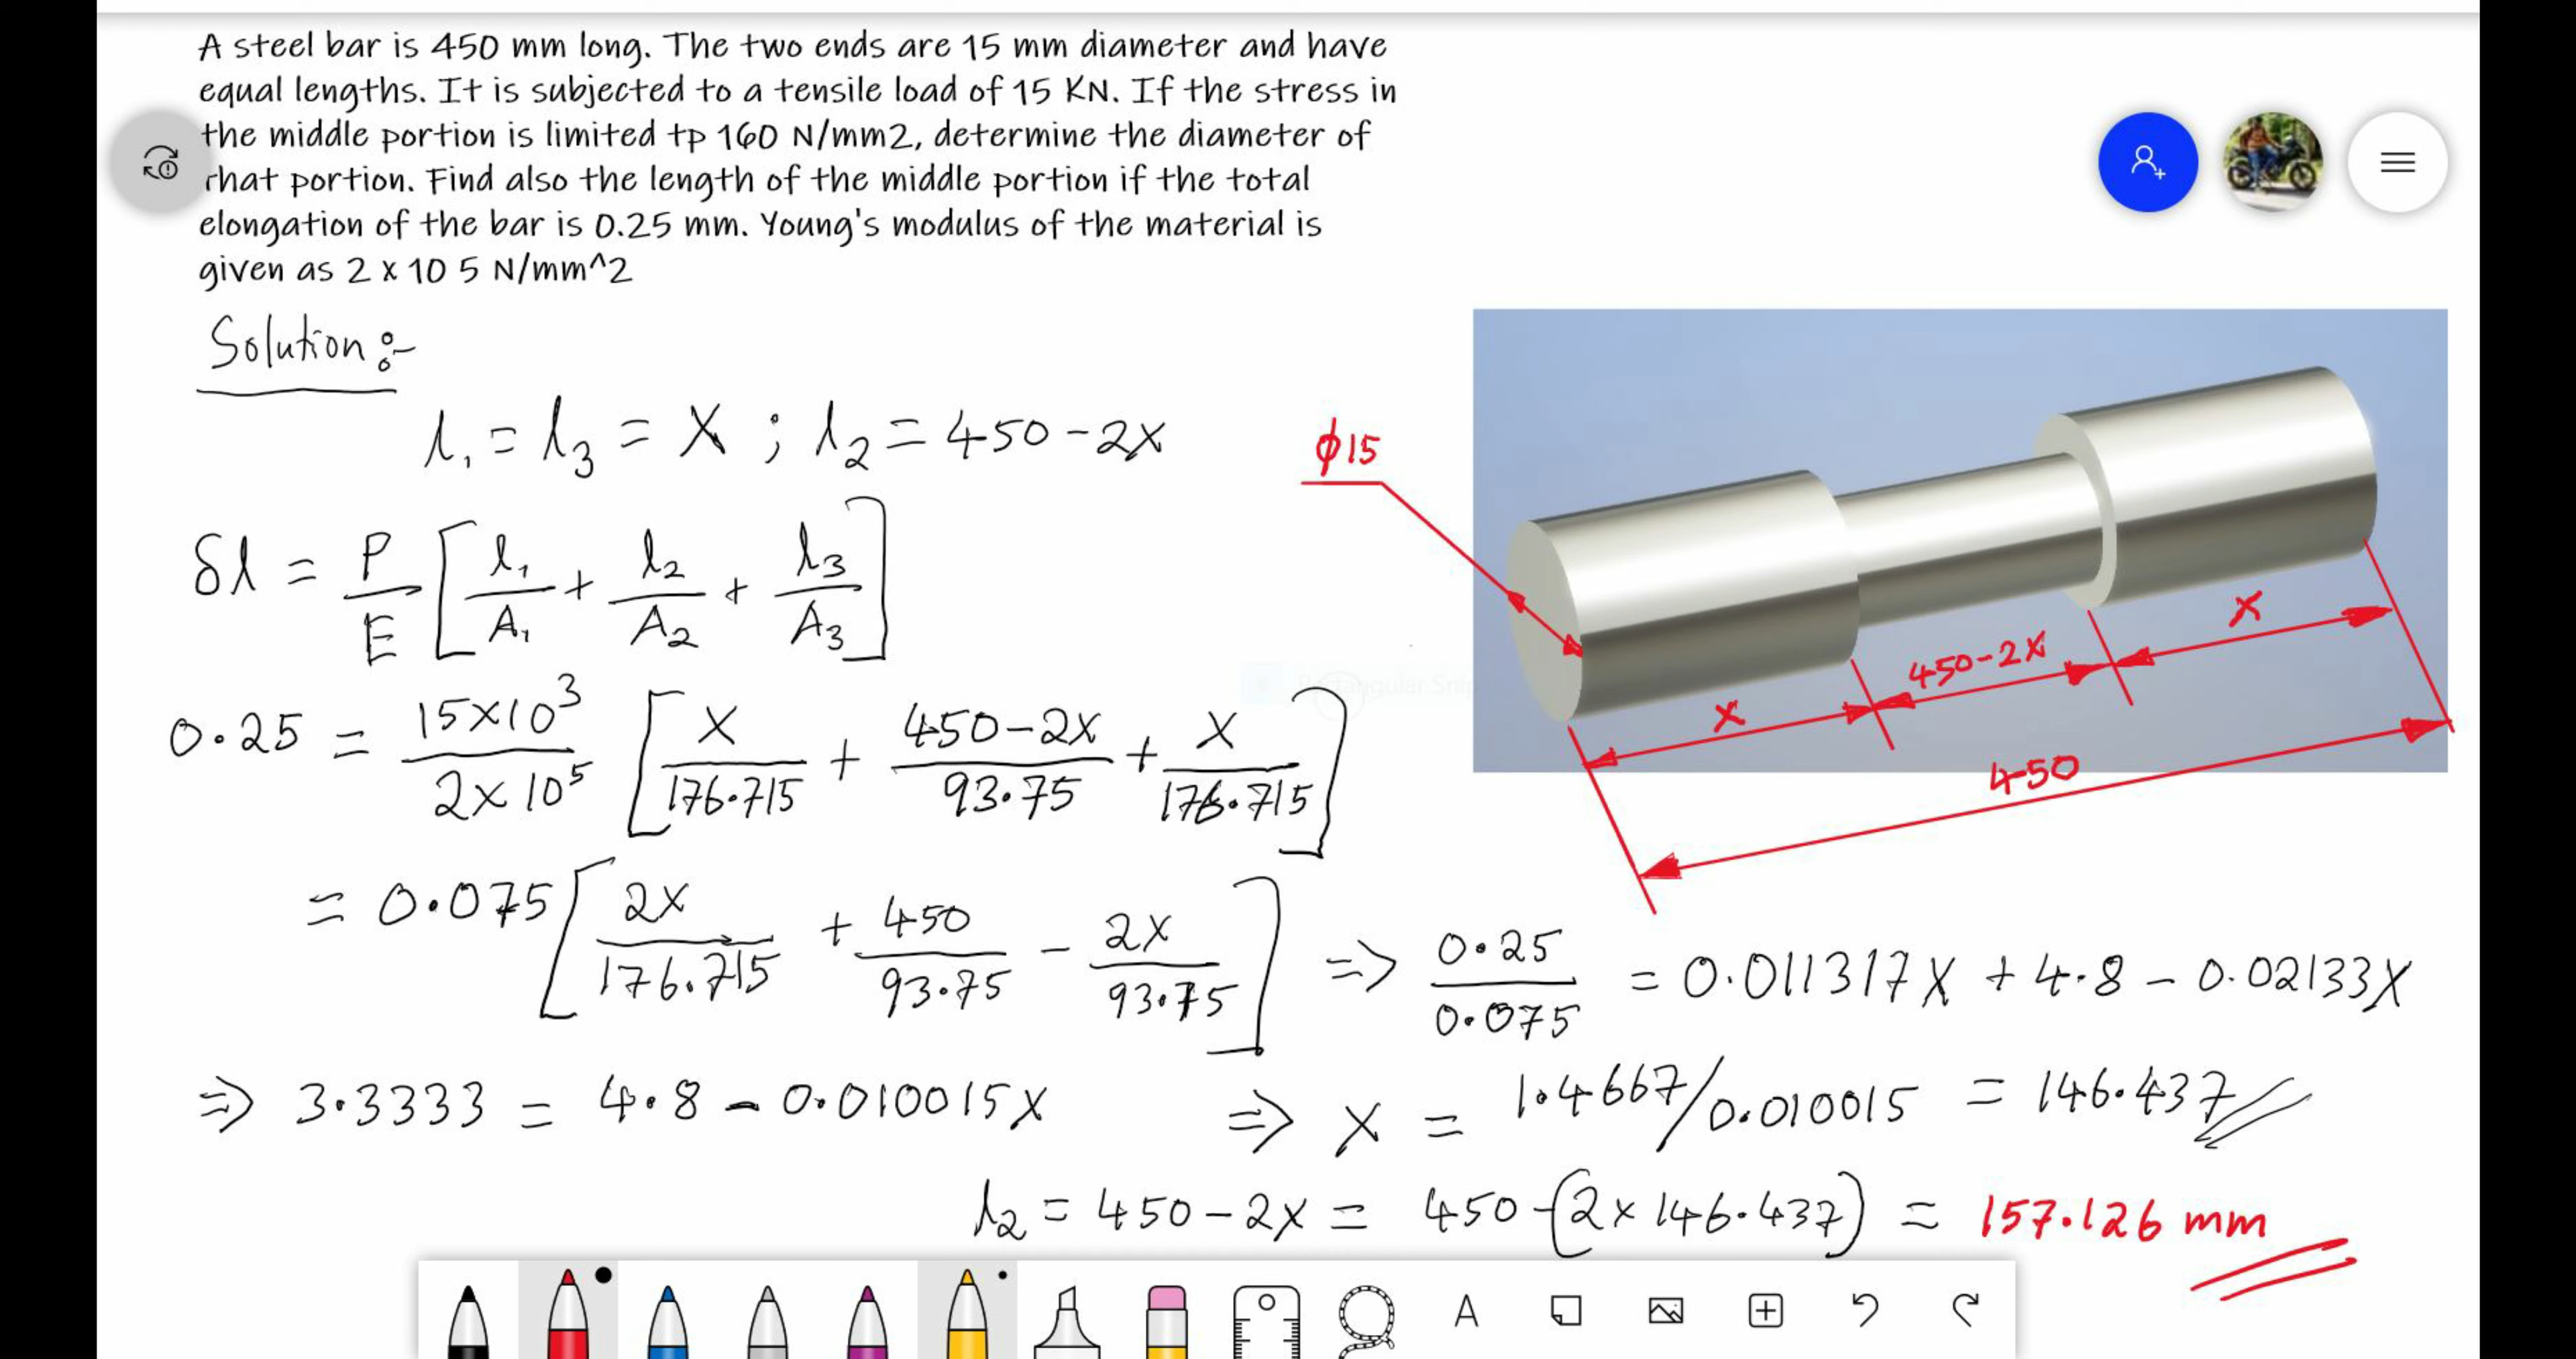 A steel bar is 450 mm long. The two ends are 15 mm diameter and have
equal lengths. It is subjected to a tensile load of 15 KN. If the stress in
the middle portion is limited tp 160 N/mm2, determine the diameter of
that portion. Find also the length of the middle portion if the total
elongation of the bar is 0.25 mm. Young's modulus of the material is
given as 2 x 10 5 N/mm^2
Solution :-
l₁ = l₃ = x ; l₂ = 450-2x
ϕ15
δl = P/E [l₁/A₁ + l₂/A₂ + l₃/A₃]
x
450-2x
x
450
0.25 = 15×10³/2×10⁵ [x/176.715 + 450-2x/93.75 + x/176.715]
= 0.075 [2x/176.715 + 450/93.75 - 2x/93.75] => 0.25/0.075 = 0.011317x + 4.8 - 0.02133x
=> 3.3333 = 4.8 - 0.010015x => x = 1.4667/0.010015 = 146.437
l₂ = 450-2x = 450-(2×146.437) = 157.126 mm
A